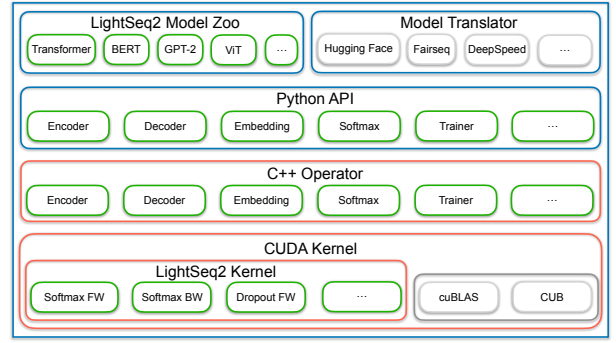 LightSeq2 Model Zoo
Transformer BERT GPT-2 ViT ...
Model Translator
Hugging Face Fairseq DeepSpeed ...
Python API
Encoder Decoder Embedding Softmax Trainer ...
C++ Operator
Encoder Decoder Embedding Softmax Trainer ...
CUDA Kernel
LightSeq2 Kernel
Softmax FW Softmax BW Dropout FW ...
cuBLAS CUB